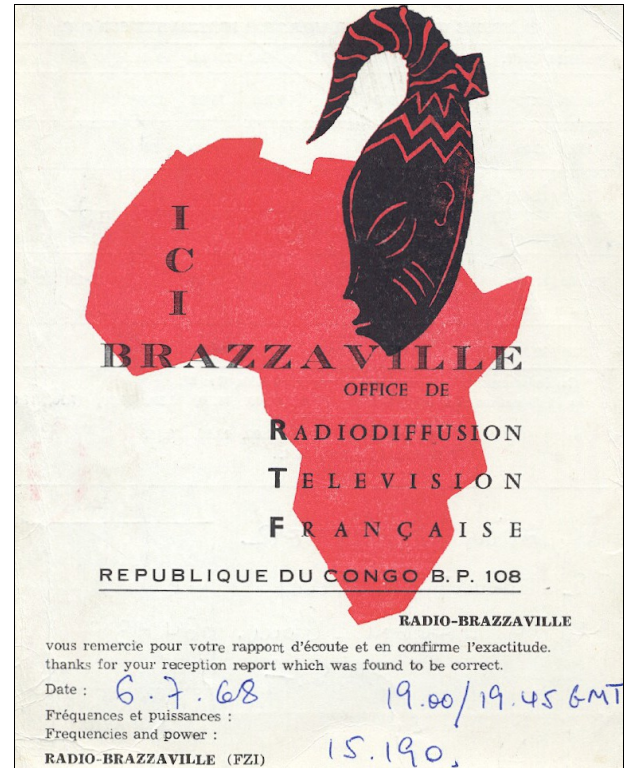 ICI
BRAZZAVILLE
OFFICE DE
RADIODIFFUSION
TELEVISION
FRANÇAISE
REPUBLIQUE DU CONGO B.P. 108
RADIO-BRAZZAVILLE
vous remercie pour votre rapport d'écoute et en confirme l'exactitude.
thanks for your reception report which was found to be correct.
Date : 6.7.68 19.00/19.45 GMT
Fréquences et puissances :
Frequencies and power :
RADIO-BRAZZAVILLE (FZI) 15.190,